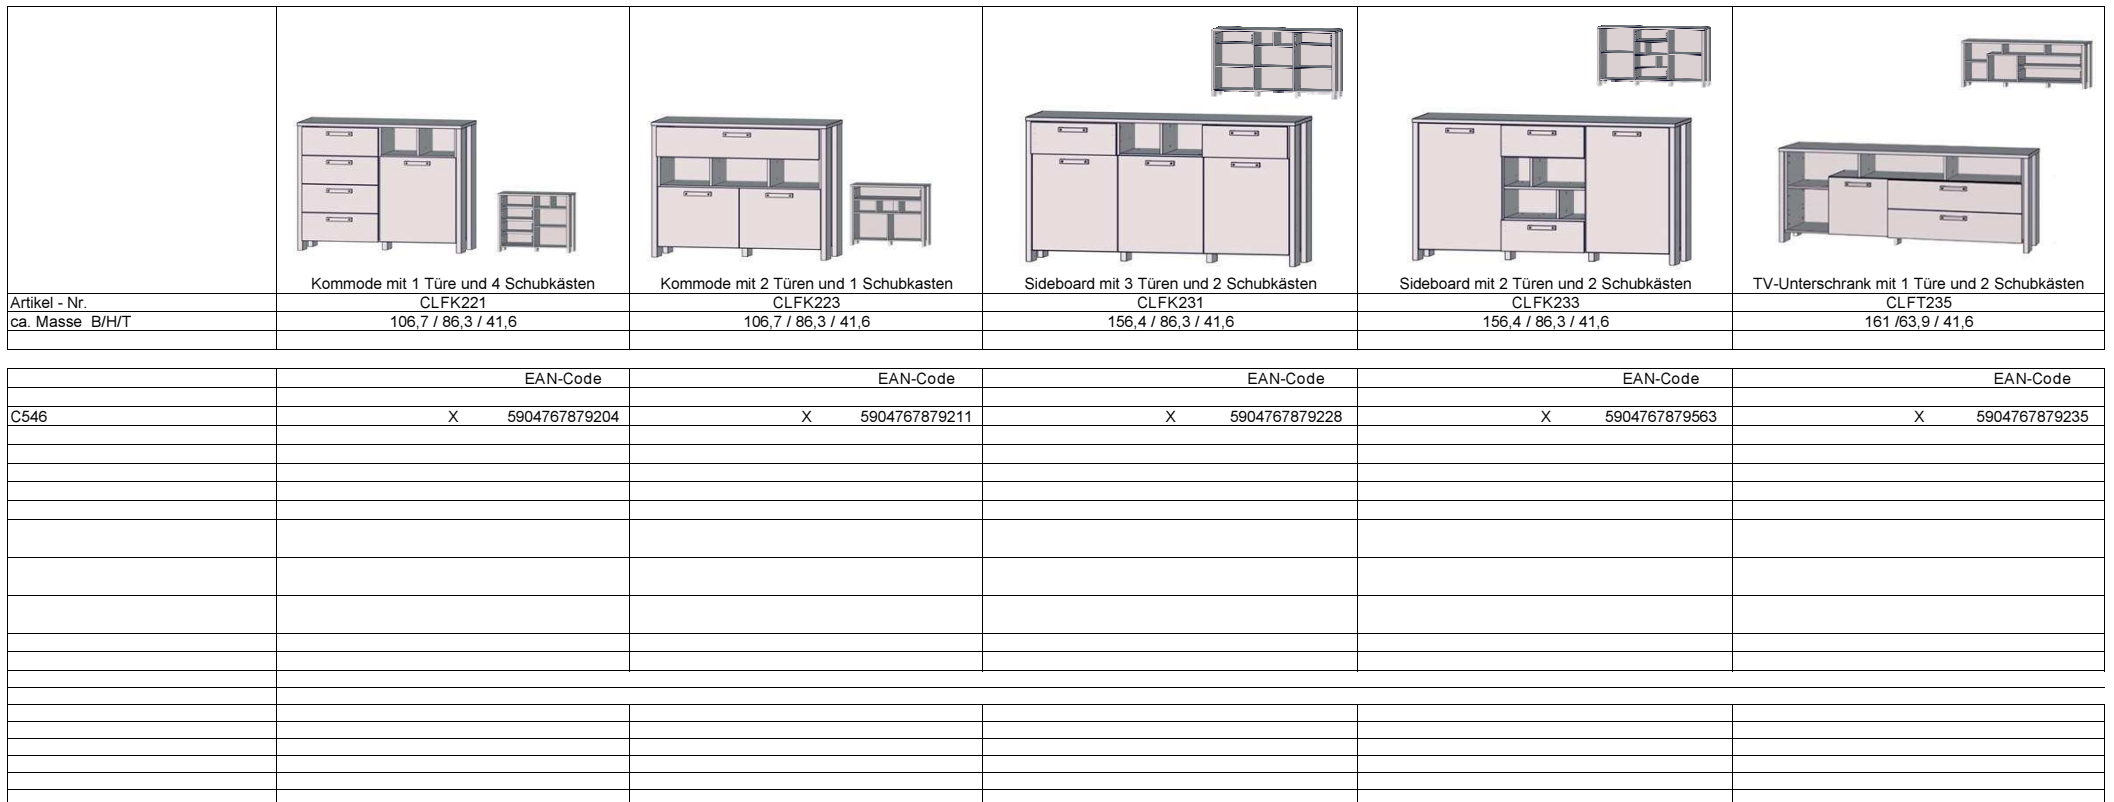 Kommode mit 1 Türe und 4 Schubkästen Kommode mit 2 Türen und 1 Schubkasten Sideboard mit 3 Türen und 2 Schubkästen Sideboard mit 2 Türen und 2 Schubkästen TV-Unterschrank mit 1 Türe und 2 Schubkästen
Artikel - Nr. CLFK221 CLFK223 CLFK231 CLFK233 CLFT235
ca. Masse B/H/T 106,7 / 86,3 / 41,6 106,7 / 86,3 / 41,6 156,4 / 86,3 / 41,6 156,4 / 86,3 / 41,6 161 /63,9 / 41,6
EAN-Code EAN-Code EAN-Code EAN-Code EAN-Code
C546 X 5904767879204 X 5904767879211 X 5904767879228 X 5904767879563 X 5904767879235